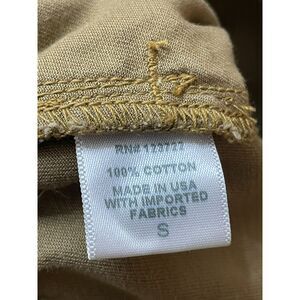 RN# 123722
100% COTTON
MADE IN USA
WITH IMPORTED
FABRICS
S